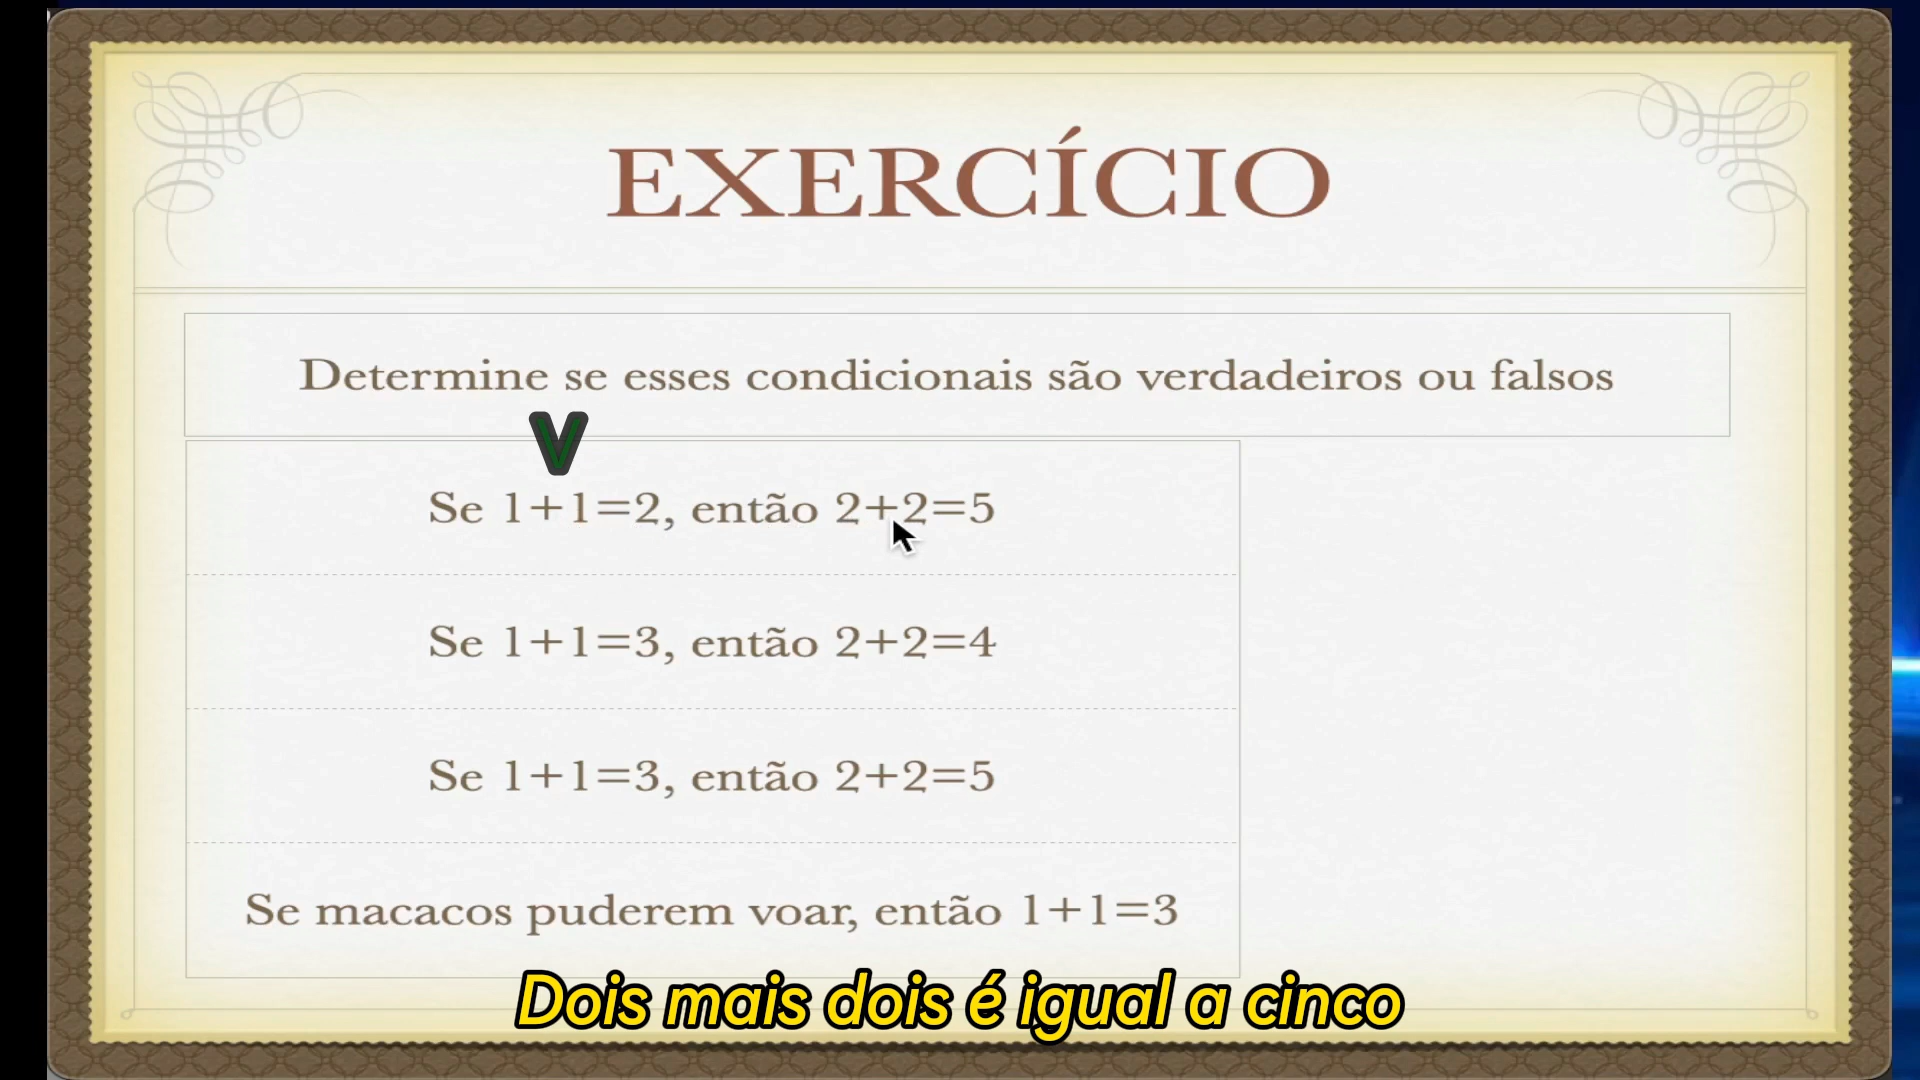 EXERCÍCIO
Determine se esses condicionais são verdadeiros ou falsos
V
Se 1+1=2, então 2+2=5
Se 1+1=3, então 2+2=4
Se 1+1=3, então 2+2=5
Se macacos puderem voar, então 1+1=3
Dois mais dois é igual a cinco